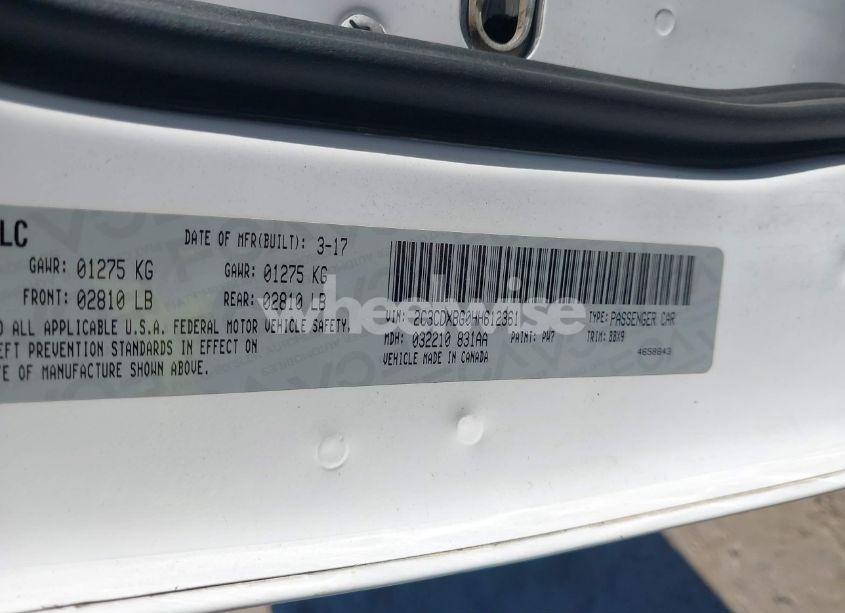 LC
DATE OF MFR(BUILT): 3-17
GAWR: 01275 KG GAWR: 01275 KG
FRONT: 02810 LB REAR: 02810 LB
O ALL APPLICABLE U.S.A. FEDERAL MOTOR VEHICLE SAFETY,
EFT PREVENTION STANDARDS IN EFFECT ON
TE OF MANUFACTURE SHOWN ABOVE.
VIN: 2C3CDXBG0HH612361 TYPE: PASSENGER CAR
MDH: 032210 831AA PAINT: PW7 TRIM: BBX9
VEHICLE MADE IN CANADA 4658843
wheelwise